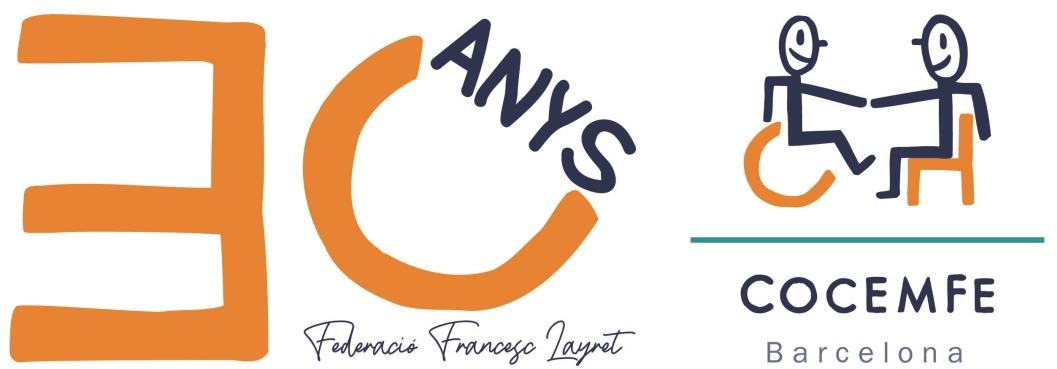 30 ANYS
Federació Francesc Layret
COCEMFE
Barcelona